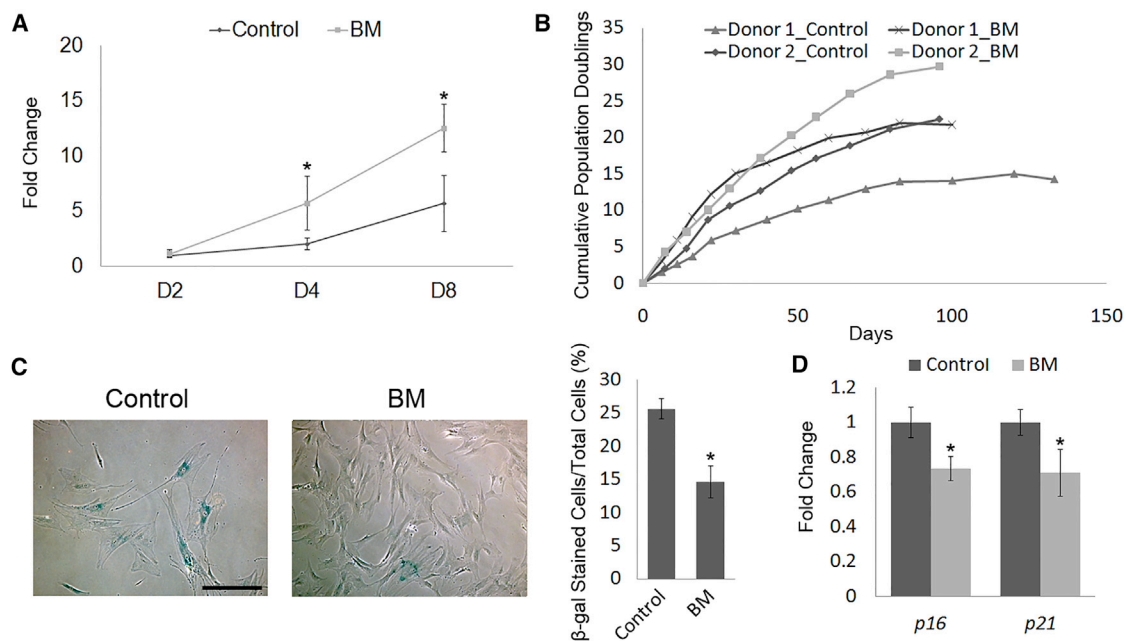 A
Control BM
Fold Change
20
15
10
5
0
*
*
D2 D4 D8
B
Donor 1_Control Donor 1_BM
Donor 2_Control Donor 2_BM
Cumulative Population Doublings
35
30
25
20
15
10
5
0
0 50 100 150
Days
C
Control BM
β-gal Stained Cells/Total Cells (%)
30
25
20
15
10
5
0
*
Control BM
D
Control BM
Fold Change
1.2
1
0.8
0.6
0.4
0.2
0
* *
p16 p21